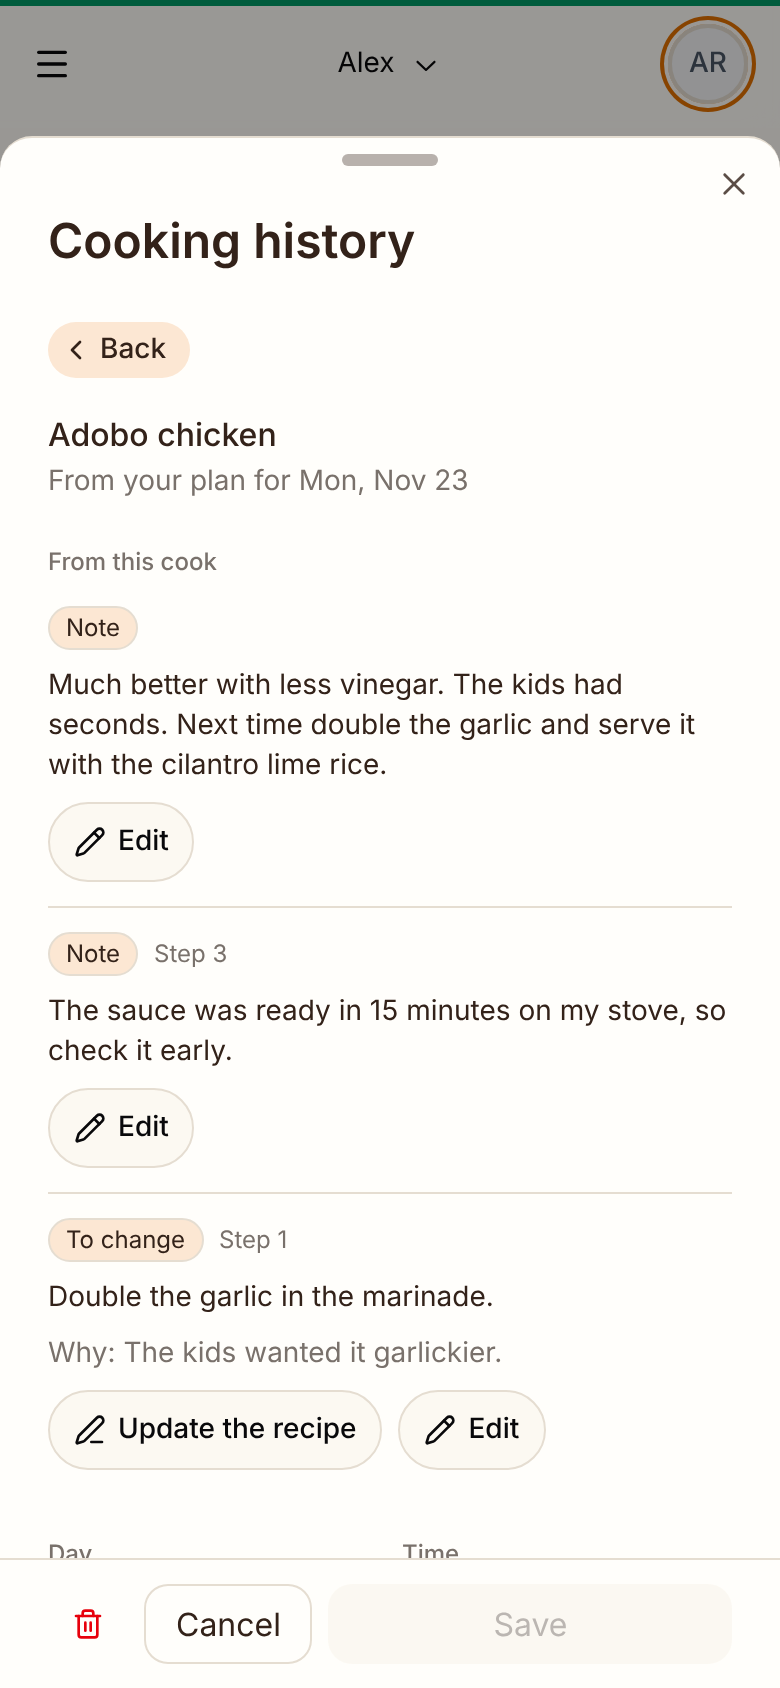 Alex
AR
Cooking history
Back
Adobo chicken
From your plan for Mon, Nov 23
From this cook
Note
Much better with less vinegar. The kids had
seconds. Next time double the garlic and serve it
with the cilantro lime rice.
Edit
Note Step 3
The sauce was ready in 15 minutes on my stove, so
check it early.
Edit
To change Step 1
Double the garlic in the marinade.
Why: The kids wanted it garlickier.
Update the recipe Edit
Day Time
Cancel Save